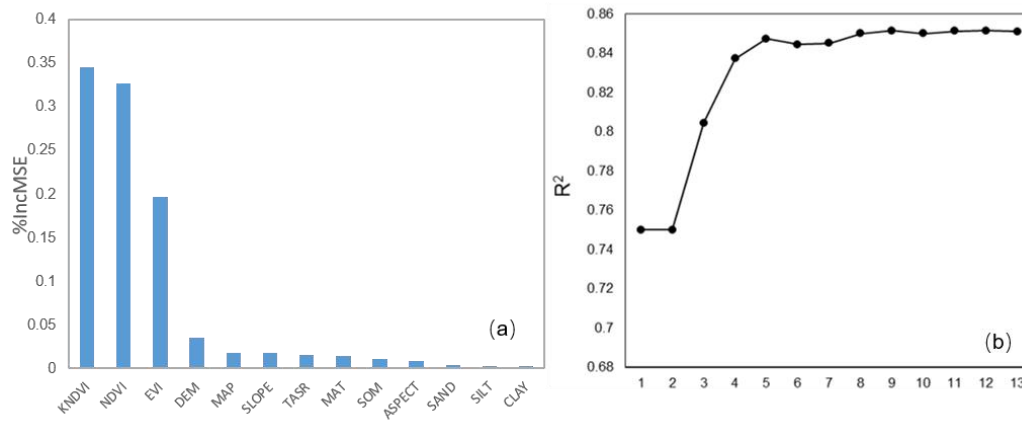 0.4
0.35
0.3
0.25
0.2
0.15
0.1
0.05
0
%IncMSE
KNDVI
NDVI
EVI
DEM
MAP
SLOPE
TASR
MAT
SOM
ASPECT
SAND
SILT
CLAY
(a)
0.86
0.84
0.82
0.8
0.78
0.76
0.74
0.72
0.7
0.68
R²
1 2 3 4 5 6 7 8 9 10 11 12 13
(b)